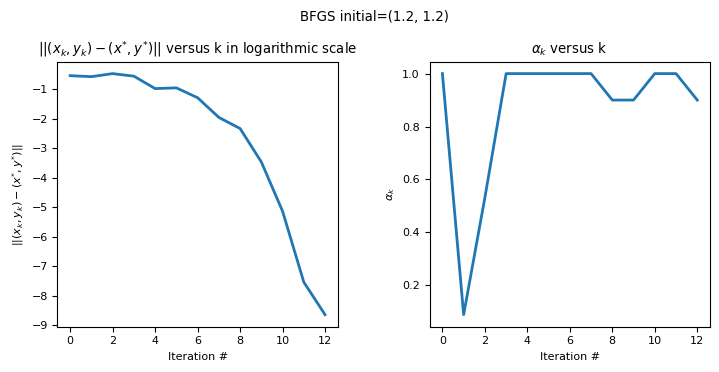 BFGS initial=(1.2, 1.2)
||(x_k, y_k) − (x*, y*)|| versus k in logarithmic scale
||(x_k, y_k) − (x*, y*)||
−1
−2
−3
−4
−5
−6
−7
−8
−9
0 2 4 6 8 10 12
Iteration #
α_k versus k
α_k
1.0
0.8
0.6
0.4
0.2
0 2 4 6 8 10 12
Iteration #